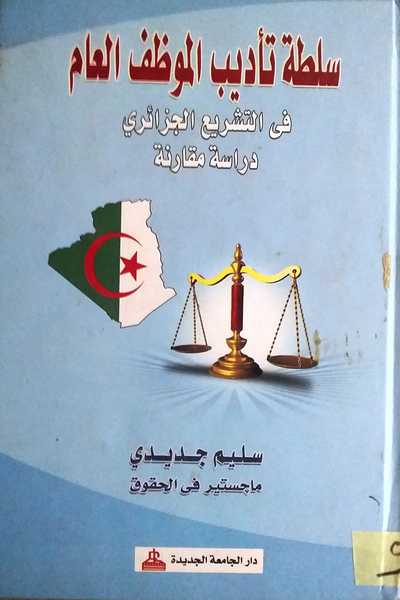 سلطة تأديب الموظف العام
فى التشريع الجزائري
دراسة مقارنة
سليم جديدي
ماجستير فى الحقوق
دار الجامعة الجديدة